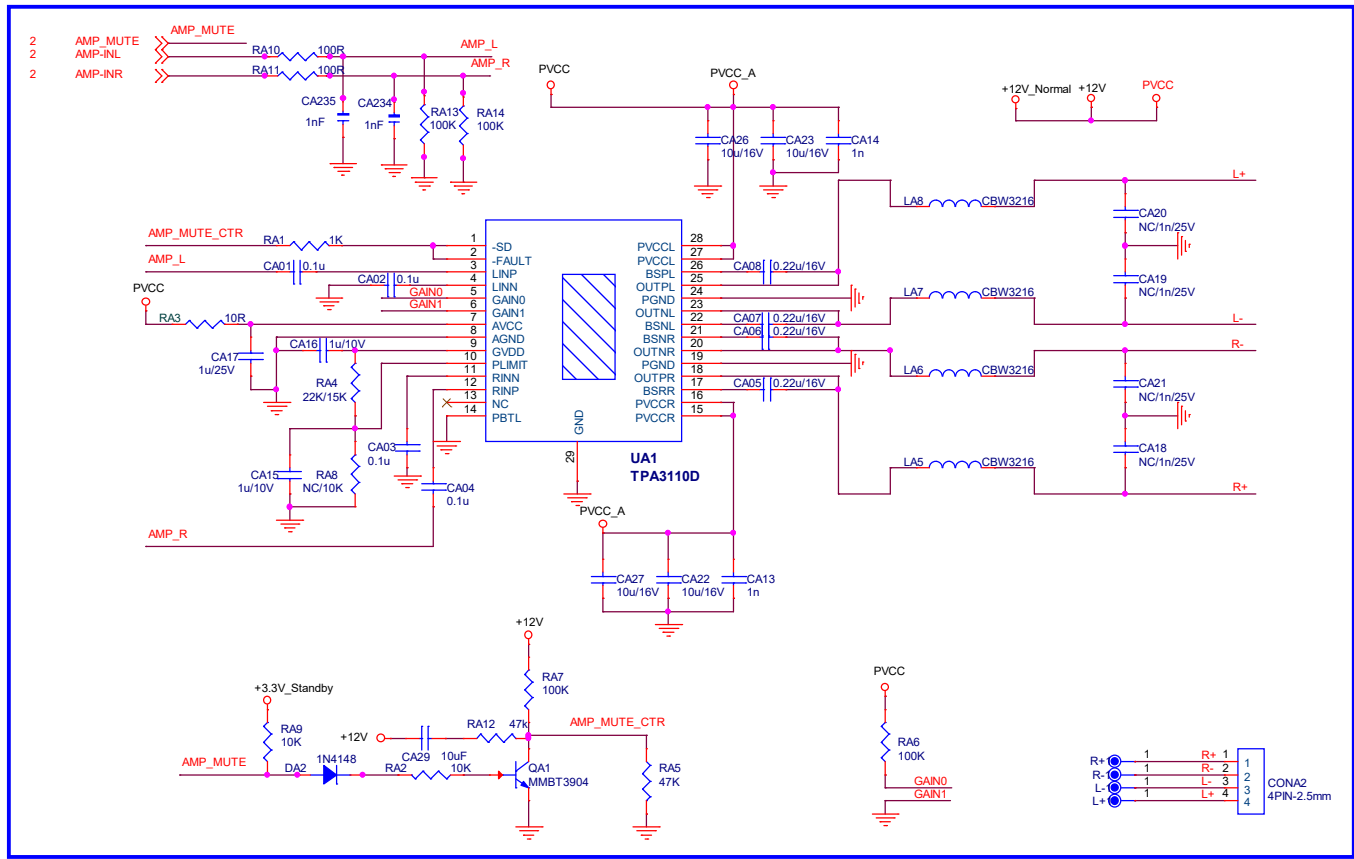 AMP_MUTE
2 AMP_MUTE
2 AMP-INL RA10 100R AMP_L
2 AMP-INR RA11 100R AMP_R
CA235 1nF
CA234 1nF
RA13 100K
RA14 100K
PVCC
PVCC_A
CA26 10u/16V
CA23 10u/16V
CA14 1n
+12V_Normal +12V PVCC
AMP_MUTE_CTR
RA1 1K
AMP_L
CA01 0.1u
CA02 0.1u
GAIN0
GAIN1
PVCC
RA3 10R
CA17 1u/25V
CA16 1u/10V
RA4 22K/15K
CA15 1u/10V
RA8 NC/10K
CA03 0.1u
CA04 0.1u
AMP_R
1 -SD
2 -FAULT
3 LINP
4 LINN
5 GAIN0
6 GAIN1
7 AVCC
8 AGND
9 GVDD
10 PLIMIT
11 RINN
12 RINP
13 NC
14 PBTL
PVCCL 28
PVCCL 27
BSPL 26
OUTPL 25
PGND 24
OUTNL 23
BSNL 22
BSNR 21
OUTNR 20
PGND 19
OUTPR 18
BSRR 17
PVCCR 16
PVCCR 15
GND
29
UA1
TPA3110D
CA08 0.22u/16V
CA07 0.22u/16V
CA06 0.22u/16V
CA05 0.22u/16V
LA8 CBW3216
LA7 CBW3216
LA6 CBW3216
LA5 CBW3216
L+
CA20
NC/1n/25V
CA19
NC/1n/25V
L-
R-
CA21
NC/1n/25V
CA18
NC/1n/25V
R+
PVCC_A
CA27 10u/16V
CA22 10u/16V
CA13 1n
+12V
RA7
100K
+3.3V_Standby
RA9
10K
+12V
CA29 10uF
RA12 47k
AMP_MUTE_CTR
AMP_MUTE
DA2 1N4148
RA2 10K
QA1
MMBT3904
RA5
47K
PVCC
RA6
100K
GAIN0
GAIN1
R+ 1 R+ 1 1
R- 1 R- 2 2
L- 1 L- 3 3
L+ 1 L+ 4 4
CONA2
4PIN-2.5mm